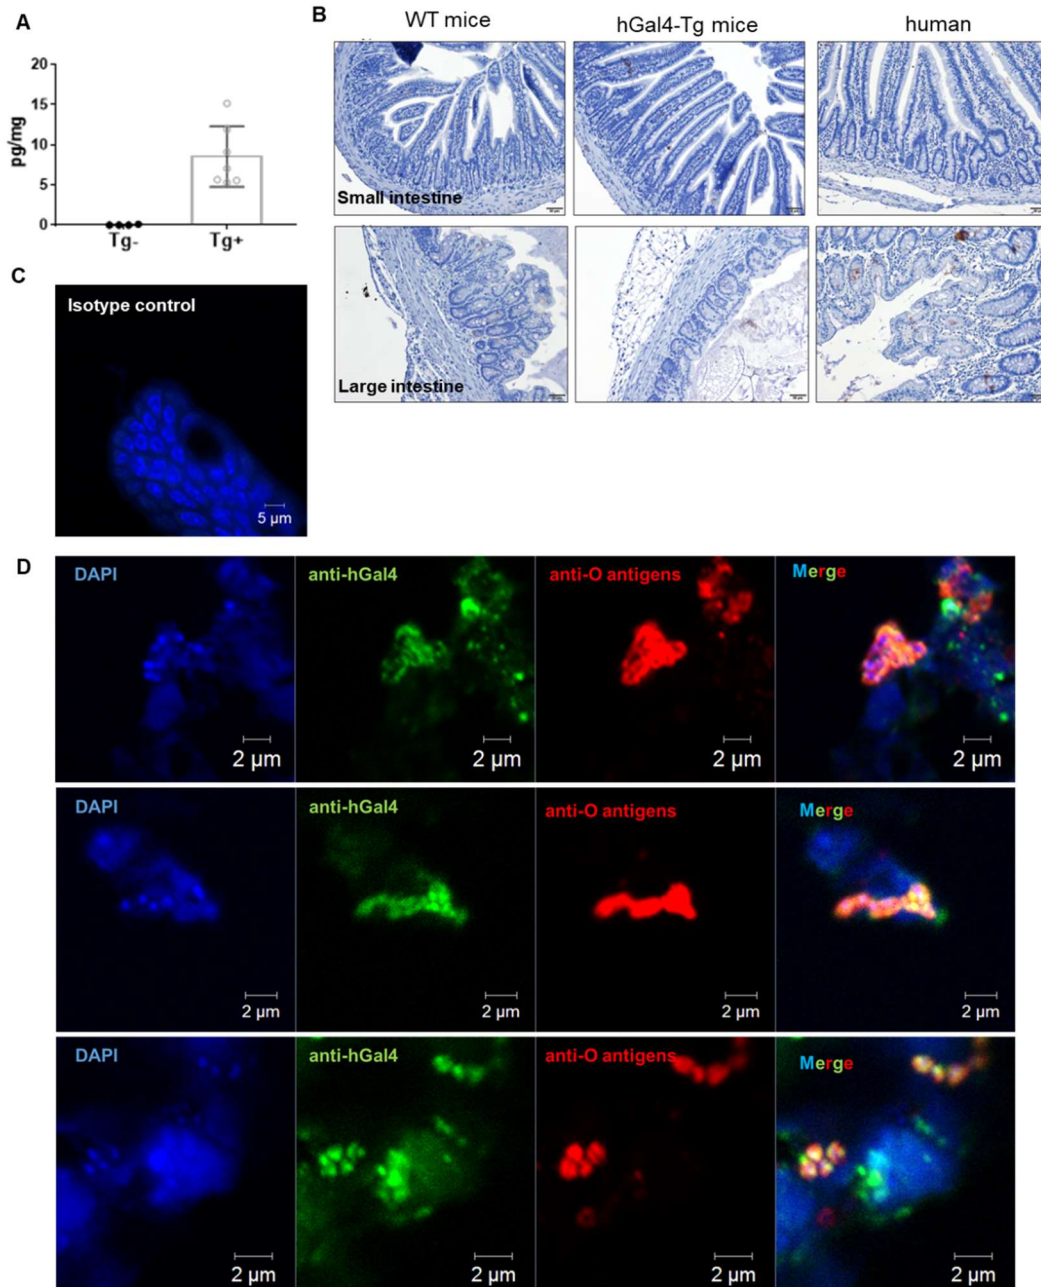 A
pg/mg
20
15
10
5
0
Tg-
Tg+
B
WT mice
hGal4-Tg mice
human
Small intestine
Large intestine
C
Isotype control
5 µm
D
DAPI
anti-hGal4
anti-O antigens
Merge
2 µm
2 µm
2 µm
2 µm
DAPI
anti-hGal4
anti-O antigens
Merge
2 µm
2 µm
2 µm
2 µm
DAPI
anti-hGal4
anti-O antigens
Merge
2 µm
2 µm
2 µm
2 µm